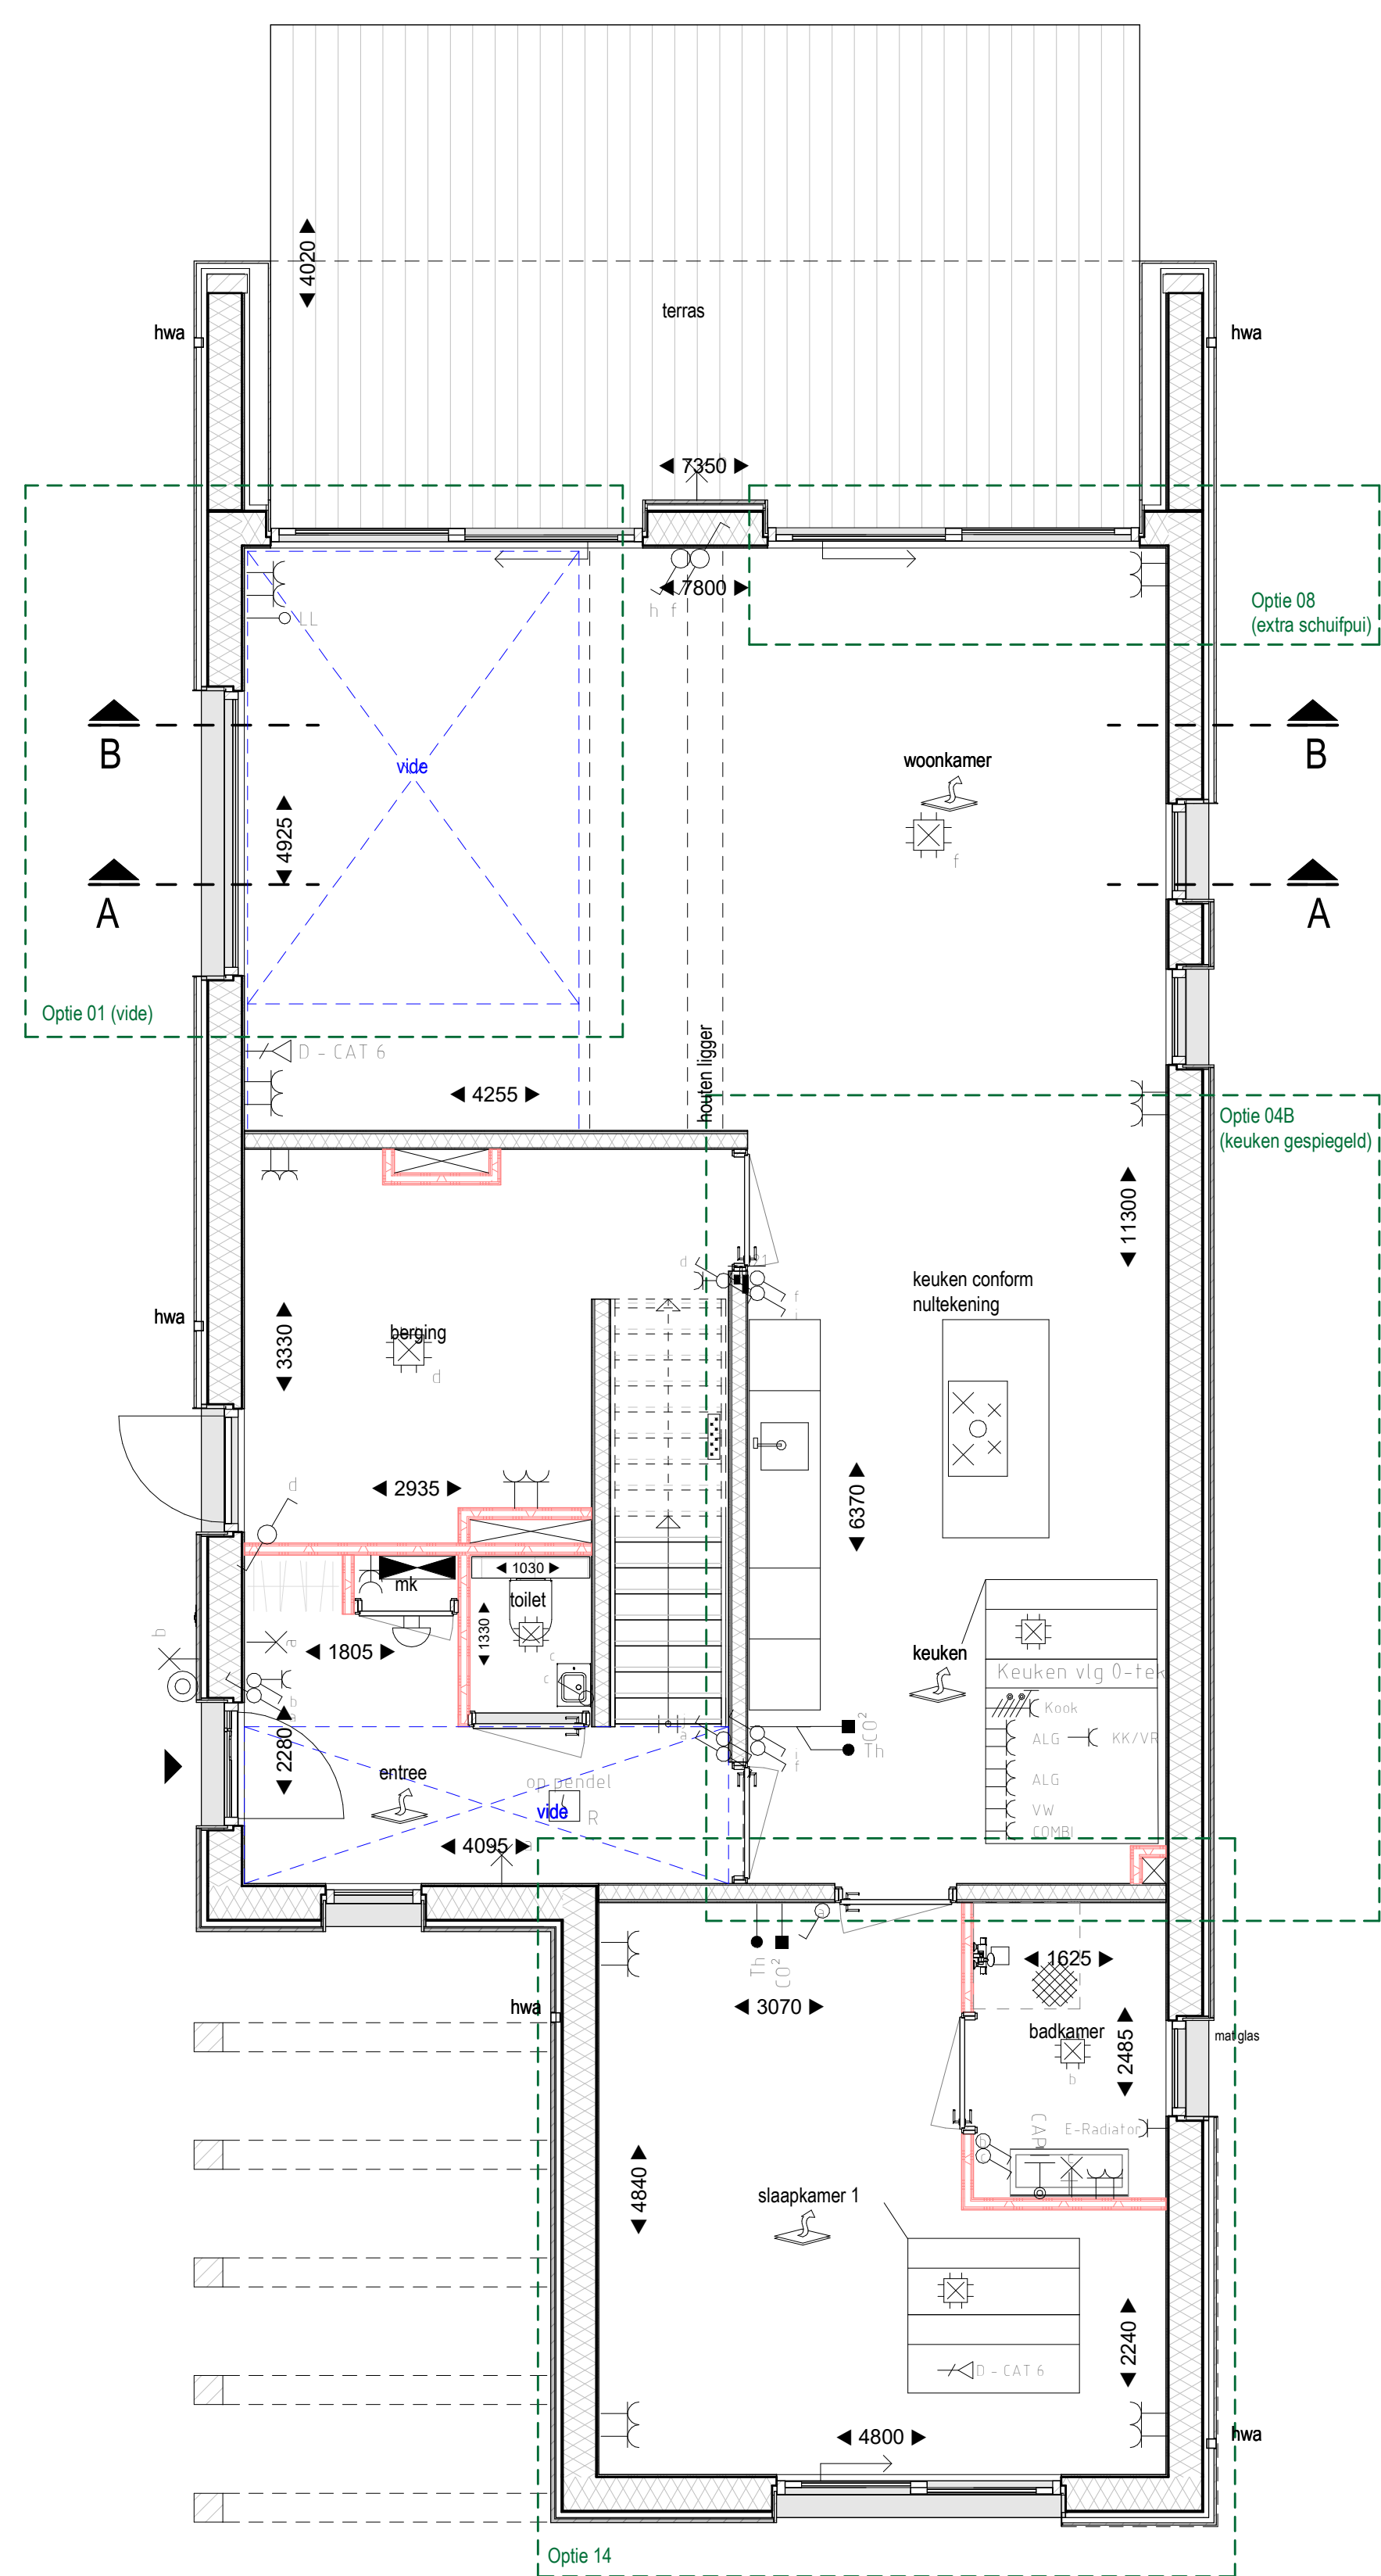 4020
terras
hwa
hwa
7350
7800
h f
LL
Optie 08
(extra schuifpui)
B
B
vide
woonkamer
4925
f
A
A
Optie 01 (vide)
D - CAT 6
4255
houten ligger
Optie 04B
(keuken gespiegeld)
11300
d
f
keuken conform
nultekening
hwa
3330
berging
d
2935
d
6370
1030
mk
toilet
1330
b
a
1805
c
c
keuken
Keuken vlg 0-tek
Kook
ALG
KK/VR
ALG
VW
COMBI
b
2280
a
CO²
Th
f
entree
op pendel
vide
R
4095
a
Th
CO²
1625
3070
hwa
badkamer
mat glas
2485
b
CAP
E-Radiator
b
c
4840
slaapkamer 1
2240
D - CAT 6
4800
hwa
Optie 14